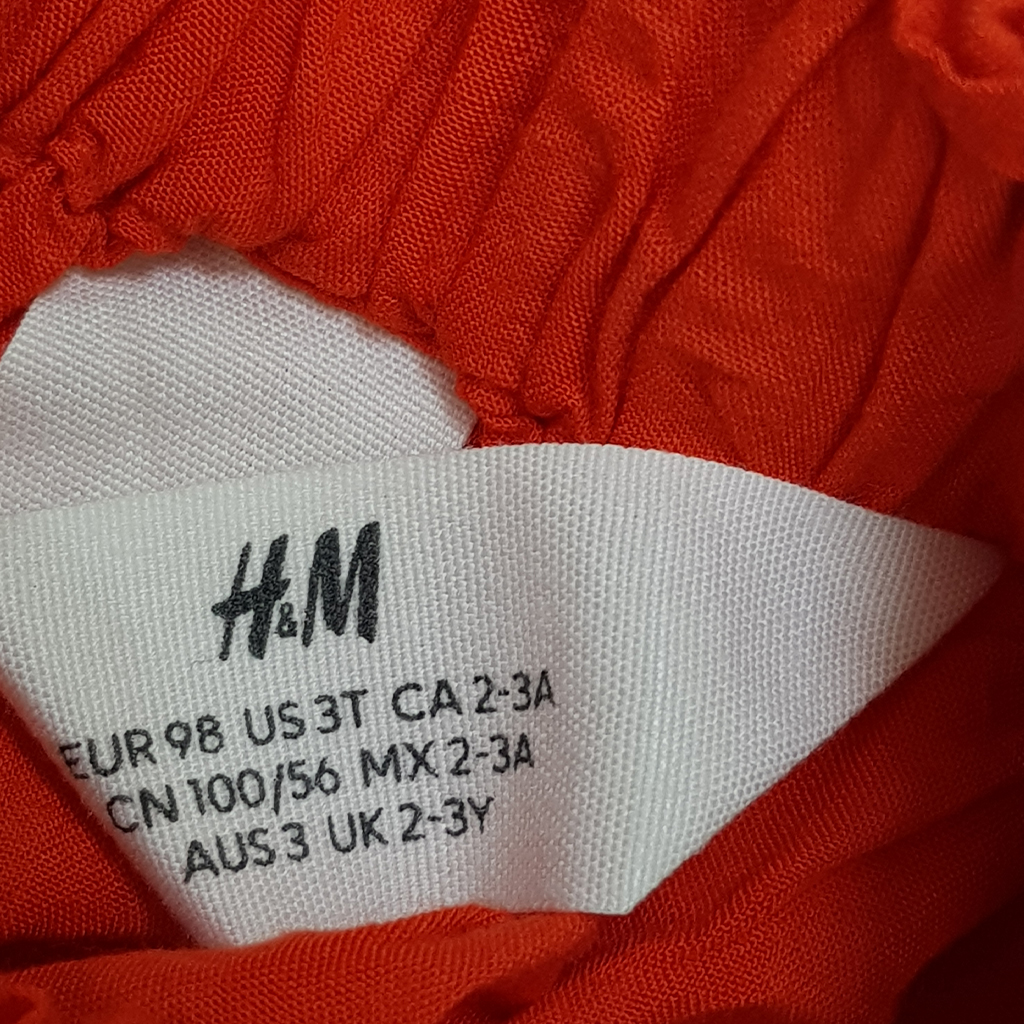 H&M
EUR 98 US 3T CA 2-3A
CN 100/56 MX 2-3A
AUS 3 UK 2-3Y